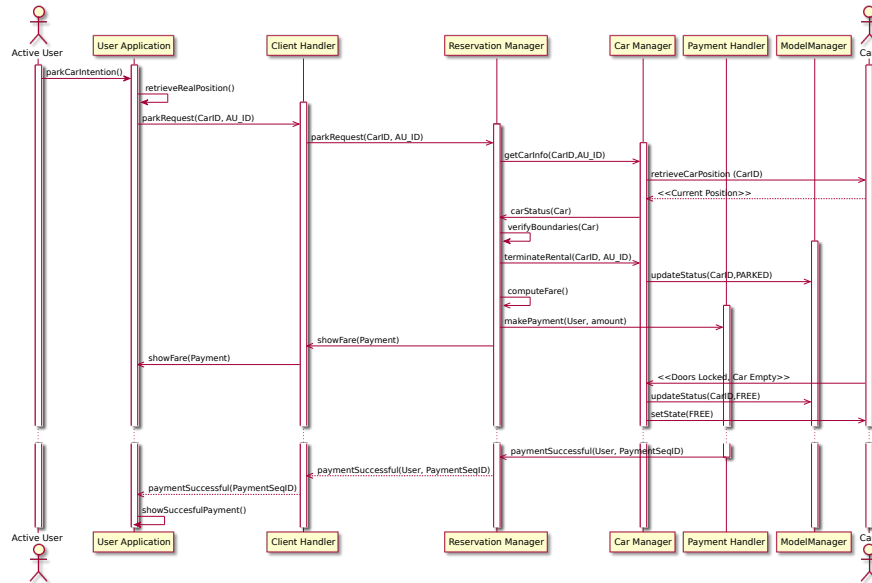 Active User
User Application
Client Handler
Reservation Manager
Car Manager
Payment Handler
ModelManager
Ca
parkCarIntention()
retrieveRealPosition()
parkRequest(CarID, AU_ID)
parkRequest(CarID, AU_ID)
getCarInfo(CarID,AU_ID)
retrieveCarPosition (CarID)
<<Current Position>>
carStatus(Car)
verifyBoundaries(Car)
terminateRental(CarID, AU_ID)
updateStatus(CarID,PARKED)
computeFare()
makePayment(User, amount)
showFare(Payment)
showFare(Payment)
<<Doors Locked, Car Empty>>
updateStatus(CarID,FREE)
setState(FREE)
paymentSuccessful(User, PaymentSeqID)
paymentSuccessful(User, PaymentSeqID)
paymentSuccessful(PaymentSeqID)
showSuccesfulPayment()
Active User
User Application
Client Handler
Reservation Manager
Car Manager
Payment Handler
ModelManager
Ca